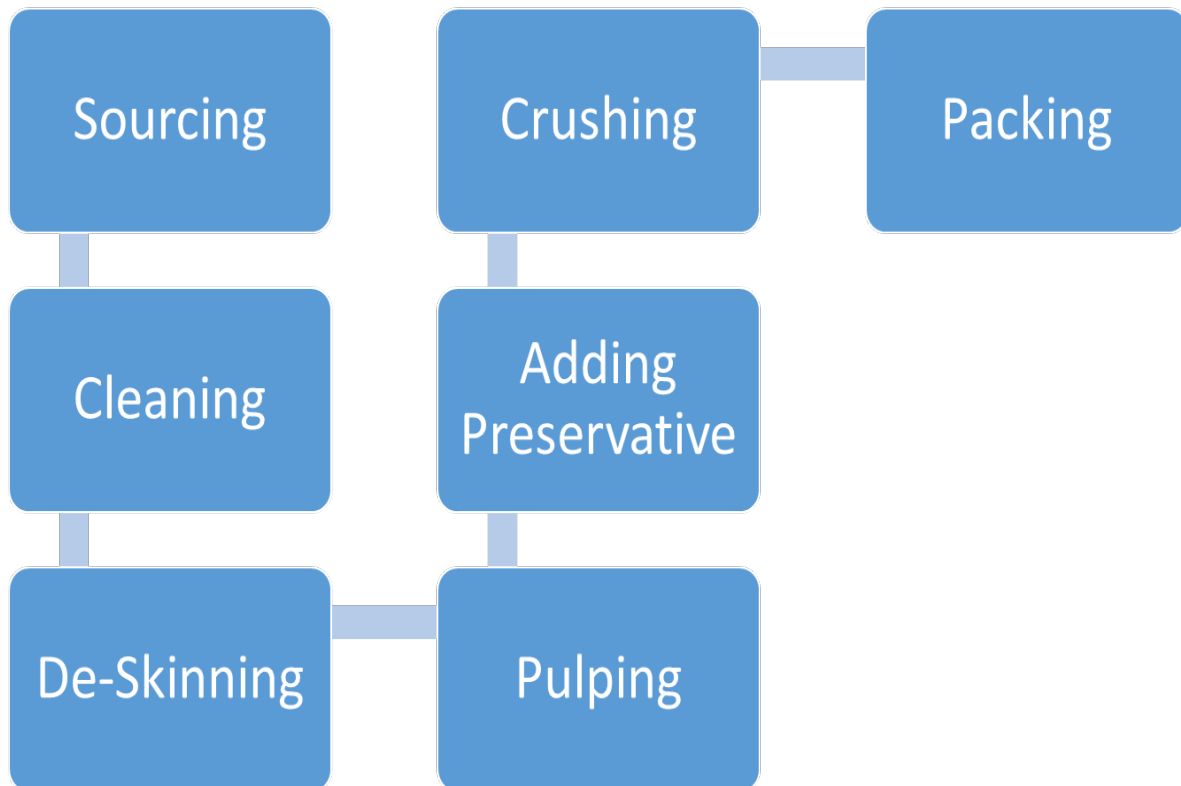 Sourcing
Cleaning
De-Skinning
Pulping
Adding
Preservative
Crushing
Packing